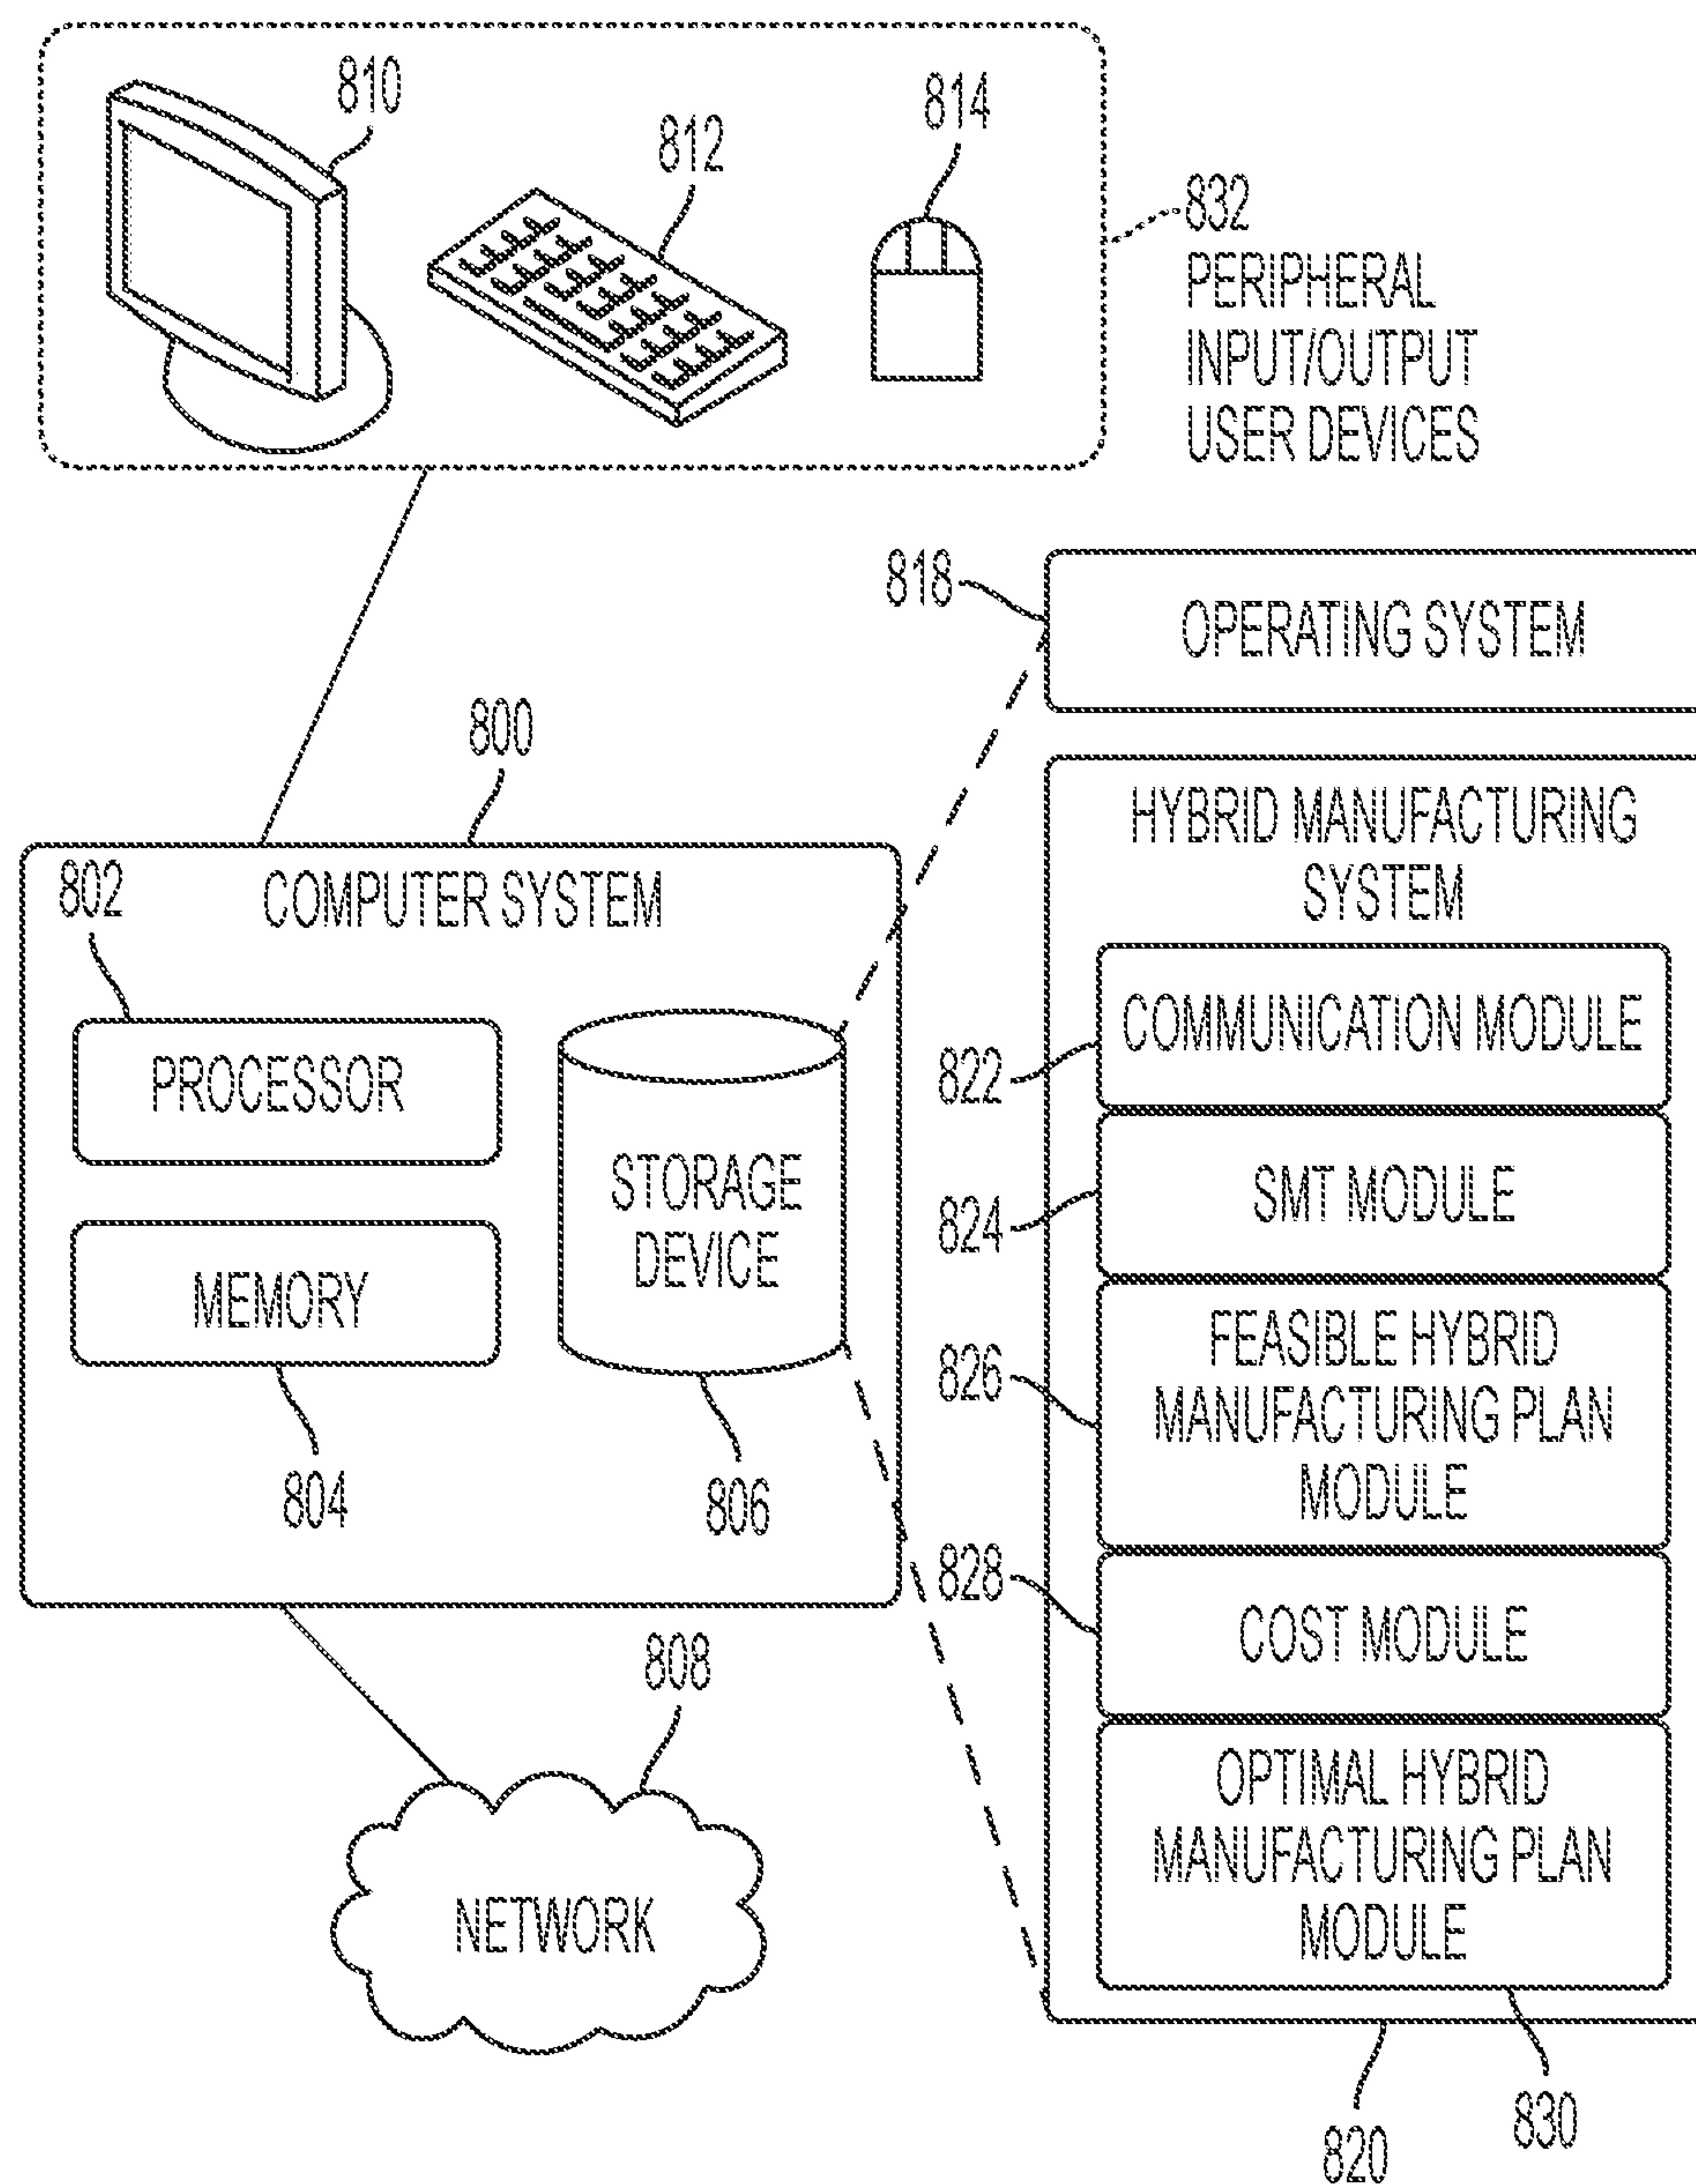 810
812
814
832
PERIPHERAL
INPUT/OUTPUT
USER DEVICES
818
OPERATING SYSTEM
800
COMPUTER SYSTEM
802
PROCESSOR
MEMORY
804
STORAGE
DEVICE
806
HYBRID MANUFACTURING
SYSTEM
COMMUNICATION MODULE
822
SMT MODULE
824
FEASIBLE HYBRID
MANUFACTURING PLAN
MODULE
826
828
COST MODULE
OPTIMAL HYBRID
MANUFACTURING PLAN
MODULE
808
NETWORK
820
830